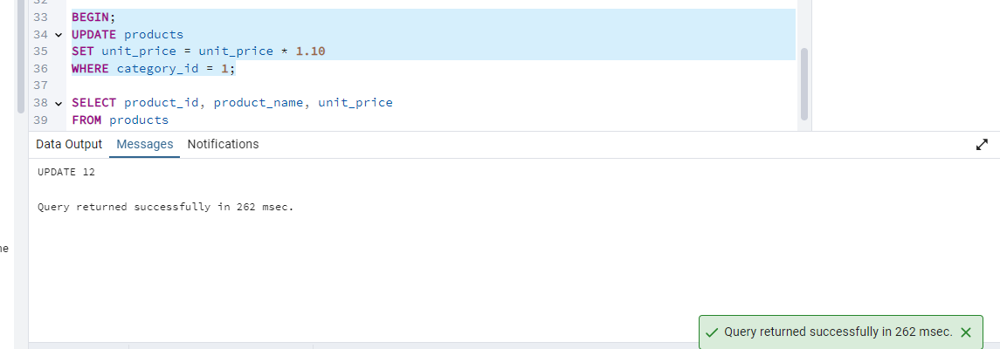 32
33 BEGIN;
34 UPDATE products
35 SET unit_price = unit_price * 1.10
36 WHERE category_id = 1;
37
38 SELECT product_id, product_name, unit_price
39 FROM products
Data Output Messages Notifications
UPDATE 12
Query returned successfully in 262 msec.
Query returned successfully in 262 msec.